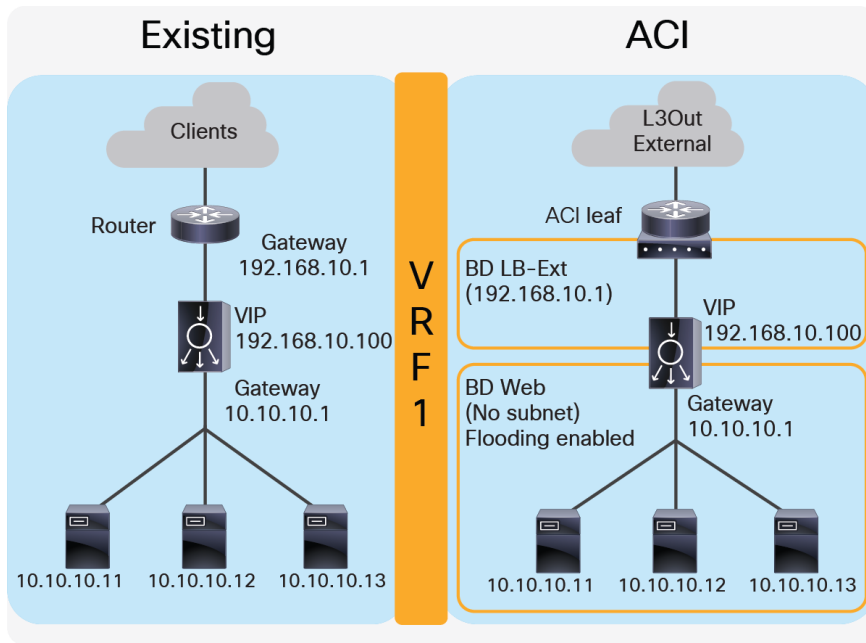 Existing
Clients
Router
Gateway
192.168.10.1
VIP
192.168.10.100
Gateway
10.10.10.1
10.10.10.11
10.10.10.12
10.10.10.13
V
R
F
1
ACI
L3Out
External
ACI leaf
BD LB-Ext
(192.168.10.1)
VIP
192.168.10.100
BD Web
(No subnet)
Flooding enabled
Gateway
10.10.10.1
10.10.10.11
10.10.10.12
10.10.10.13